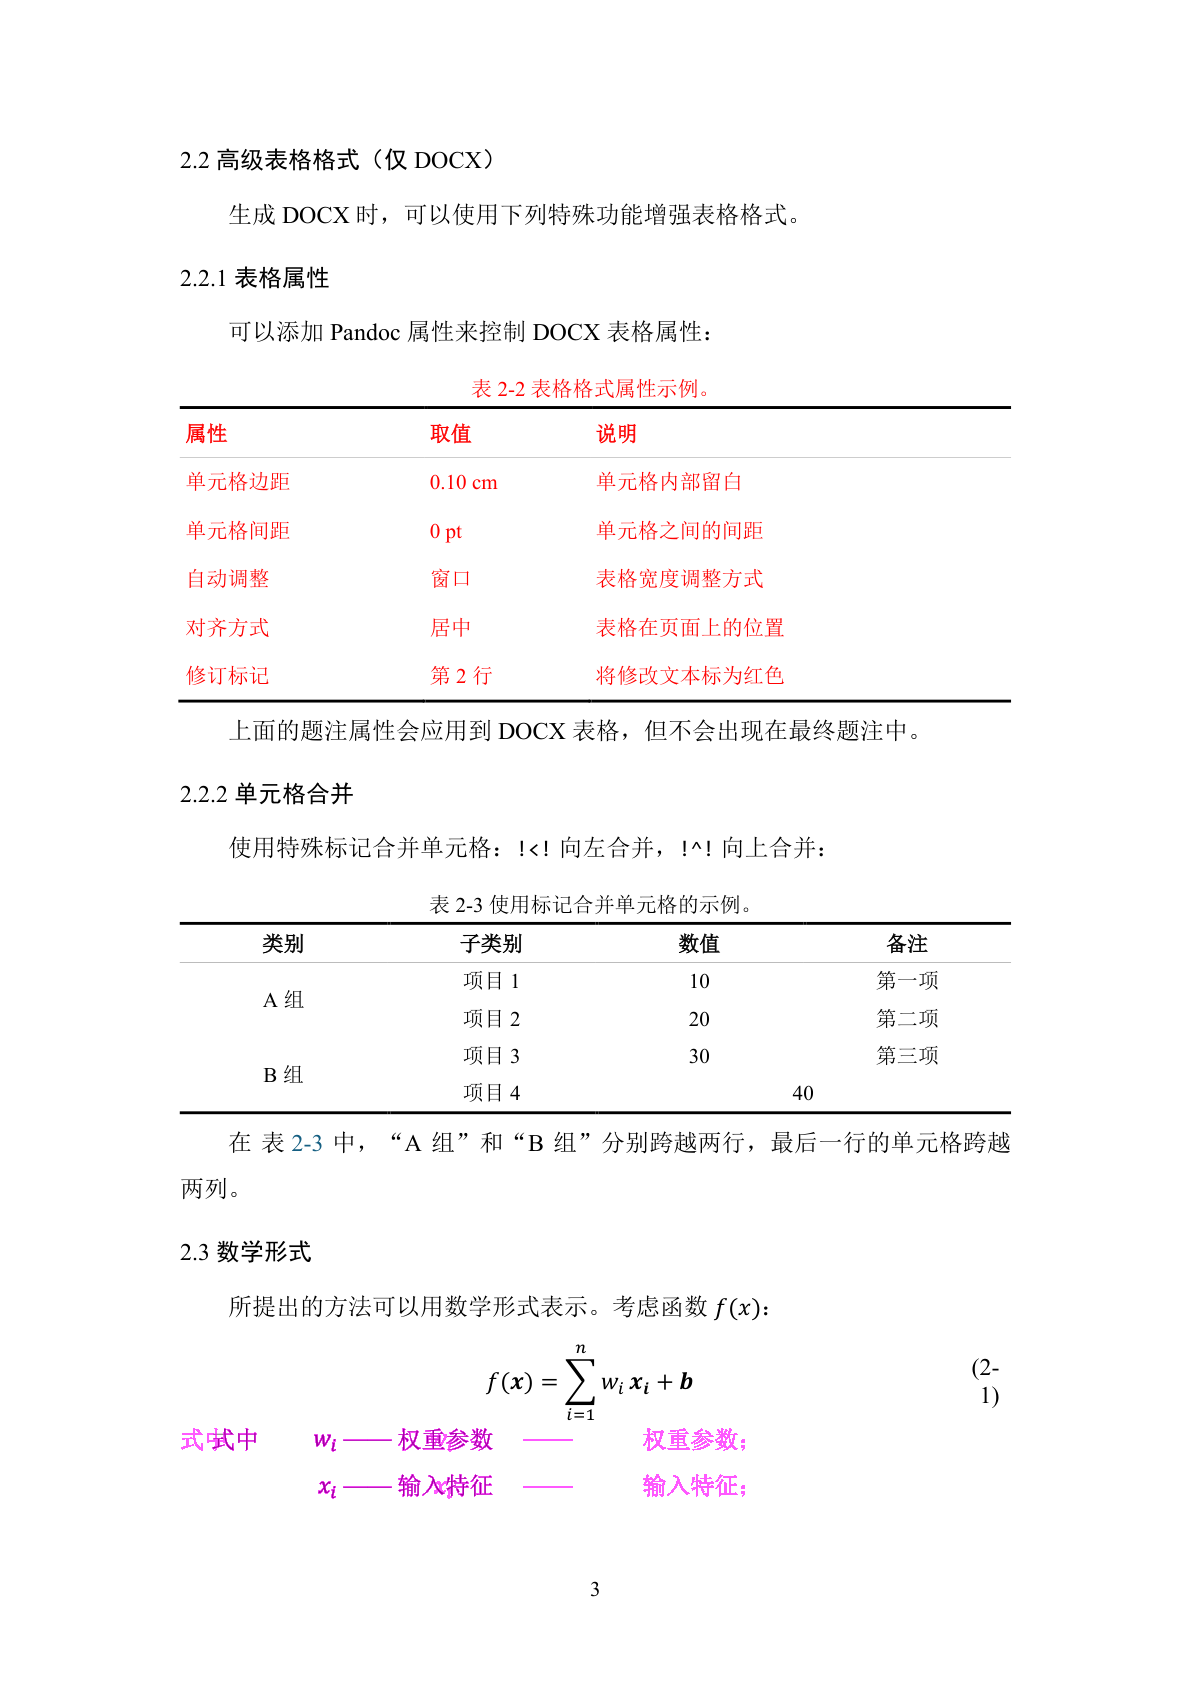 2.2 高级表格格式（仅 DOCX）
生成 DOCX 时，可以使用下列特殊功能增强表格格式。
2.2.1 表格属性
可以添加 Pandoc 属性来控制 DOCX 表格属性：
表 2-2 表格格式属性示例。
属性 取值 说明
单元格边距 0.10 cm 单元格内部留白
单元格间距 0 pt 单元格之间的间距
自动调整 窗口 表格宽度调整方式
对齐方式 居中 表格在页面上的位置
修订标记 第 2 行 将修改文本标为红色
上面的题注属性会应用到 DOCX 表格，但不会出现在最终题注中。
2.2.2 单元格合并
使用特殊标记合并单元格：!<! 向左合并，!^! 向上合并：
表 2-3 使用标记合并单元格的示例。
类别 子类别 数值 备注
A 组 项目 1 10 第一项
项目 2 20 第二项
B 组 项目 3 30 第三项
项目 4 40
在 表 2-3 中，“A 组”和“B 组”分别跨越两行，最后一行的单元格跨越
两列。
2.3 数学形式
所提出的方法可以用数学形式表示。考虑函数 f(x)：
f(x) = ∑_{i=1}^{n} w_i x_i + b (2-1)
式中 式中 w_i —— 权重参数 —— 权重参数；
x_i —— 输入特征 x_i —— 输入特征；
3